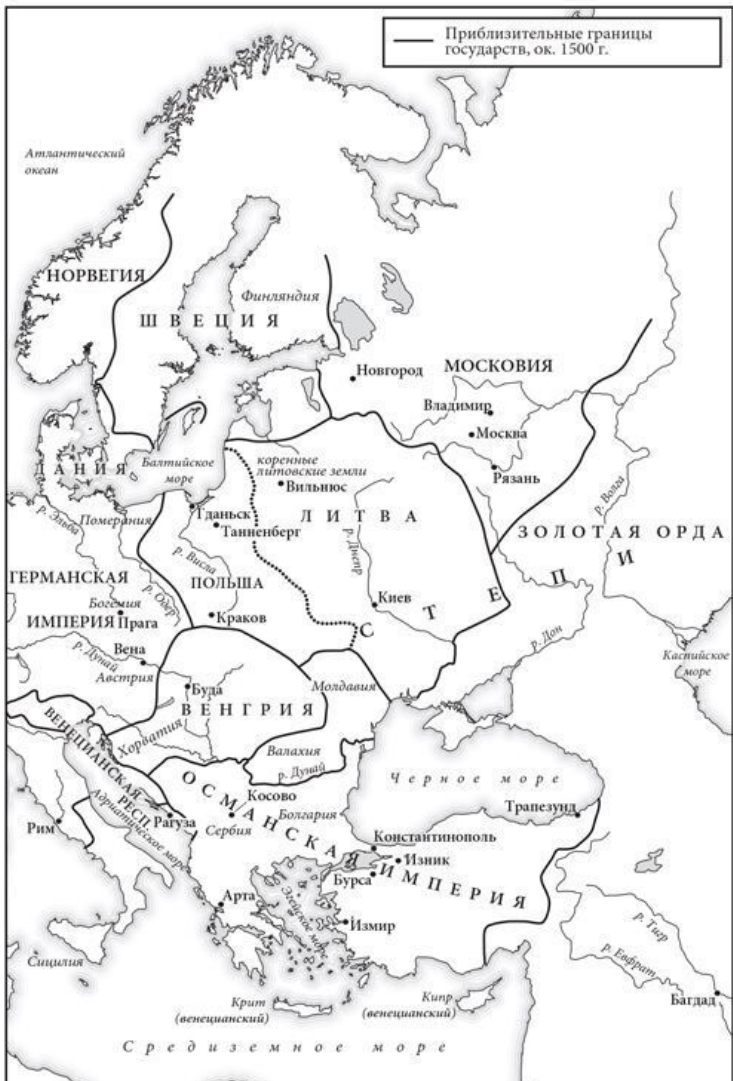 Приблизительные границы
государств, ок. 1500 г.
Атлантический
океан
НОРВЕГИЯ
ШВЕЦИЯ
Финляндия
Новгород
МОСКОВИЯ
Владимир
Москва
Рязань
ДАНИЯ
Балтийское
море
коренные
литовские земли
Вильнюс
ЛИТВА
р. Волга
ЗОЛОТАЯ ОРДА
р. Эльба
Померания
Гданьск
Танненберг
р. Днепр
ГЕРМАНСКАЯ
ИМПЕРИЯ
р. Висла
р. Одер
ПОЛЬША
Богемия
Прага
Краков
Киев
СТЕПИ
р. Дон
Каспийское
море
Вена
р. Дунай
Австрия
Буда
ВЕНГРИЯ
Молдавия
Хорватия
Валахия
р. Дунай
ВЕНЕЦИАНСКАЯ
РЕСП.
Адриатическое море
Рагуза
Рим
ОСМАНСКАЯ ИМПЕРИЯ
Косово
Сербия
Болгария
Черное море
Трапезунд
Константинополь
Изник
Бурса
Арта
Эгейское море
Измир
Сицилия
Крит
(венецианский)
Кипр
(венецианский)
р. Тигр
р. Евфрат
Багдад
Средиземное море